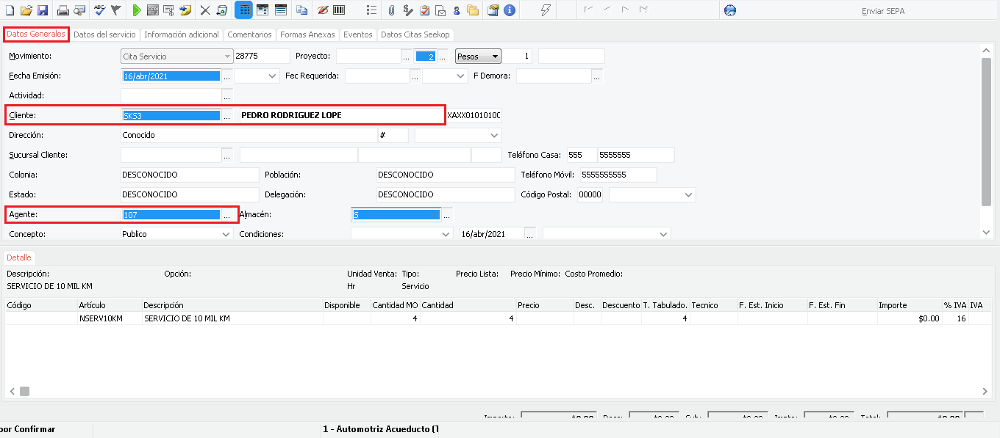 Enviar SEPA
Datos Generales Datos del servicio Información adicional Comentarios Formas Anexas Eventos Datos Citas Seekop
Movimiento: Cita Servicio 28775 Proyecto: ... 2 ... Pesos 1
Fecha Emisión: 16/abr/2021 ... Fec Requerida: ... F Demora: ...
Actividad: ...
Cliente: SKS3 ... PEDRO RODRIGUEZ LOPE XAXX0101010C
Dirección: Conocido #
Sucursal Cliente: ... Teléfono Casa: 555 5555555
Colonia: DESCONOCIDO Población: DESCONOCIDO Teléfono Móvil: 5555555555
Estado: DESCONOCIDO Delegación: DESCONOCIDO Código Postal: 00000
Agente: 107 ... Almacén: S ...
Concepto: Publico Condiciones: 16/abr/2021 ...
Detalle
Descripción: Opción: Unidad Venta: Tipo: Precio Lista: Precio Mínimo: Costo Promedio:
SERVICIO DE 10 MIL KM Hr Servicio
Código Artículo Descripción Disponible Cantidad MO Cantidad Precio Desc. Descuento T. Tabulado. Tecnico F. Est. Inicio F. Est. Fin Importe % IVA IVA
NSERV10KM SERVICIO DE 10 MIL KM 4 4 4 $0.00 16
por Confirmar 1 - Automotriz Acueducto (T